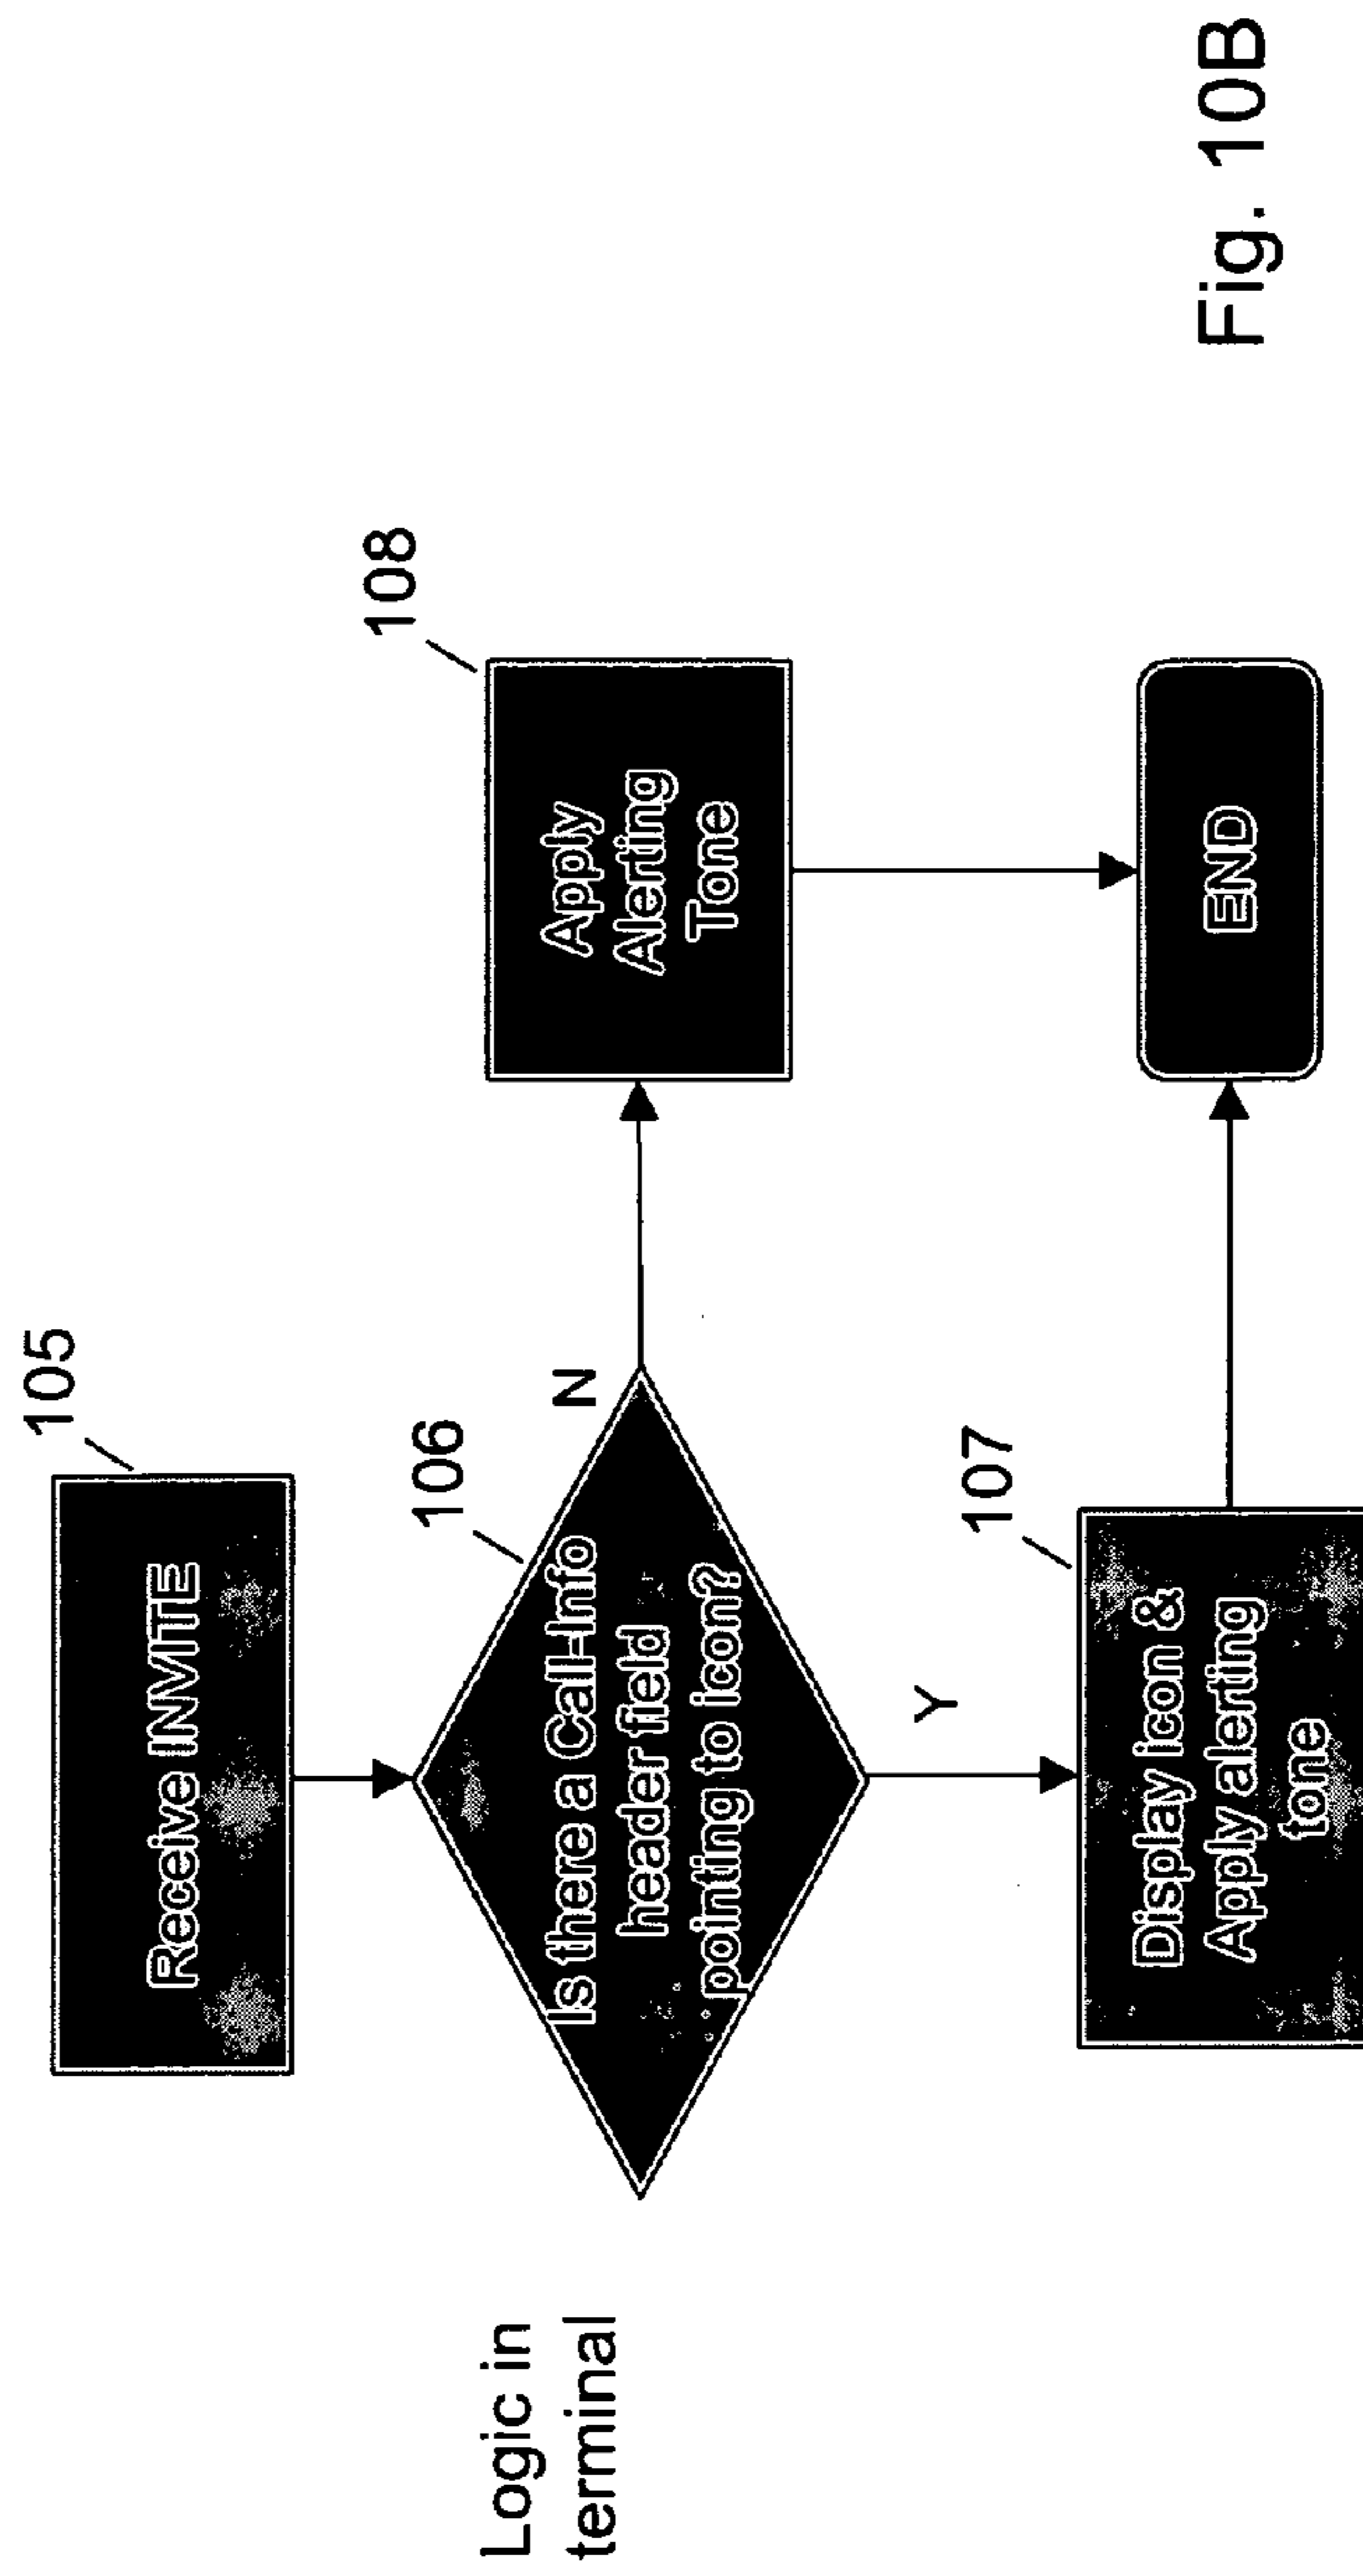 Logic in
terminal
Receive INVITE
105
Is there a Call-Info
header field
pointing to icon?
106
N
Y
Apply
Alerting
Tone
108
Display icon &
Apply alerting
tone
107
END
Fig. 10B